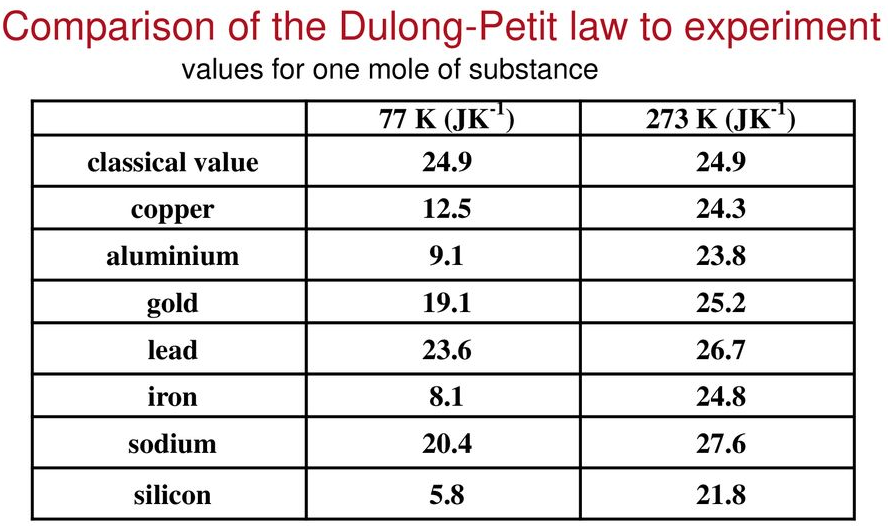 Comparison of the Dulong-Petit law to experiment
values for one mole of substance
77 K (JK⁻¹) 273 K (JK⁻¹)
classical value 24.9 24.9
copper 12.5 24.3
aluminium 9.1 23.8
gold 19.1 25.2
lead 23.6 26.7
iron 8.1 24.8
sodium 20.4 27.6
silicon 5.8 21.8